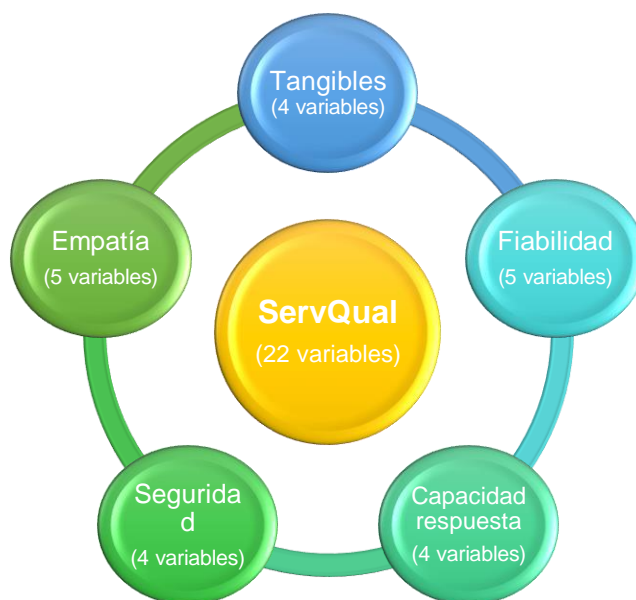 Tangibles
(4 variables)
Empatía
(5 variables)
Fiabilidad
(5 variables)
ServQual
(22 variables)
Segurida
d
(4 variables)
Capacidad
respuesta
(4 variables)